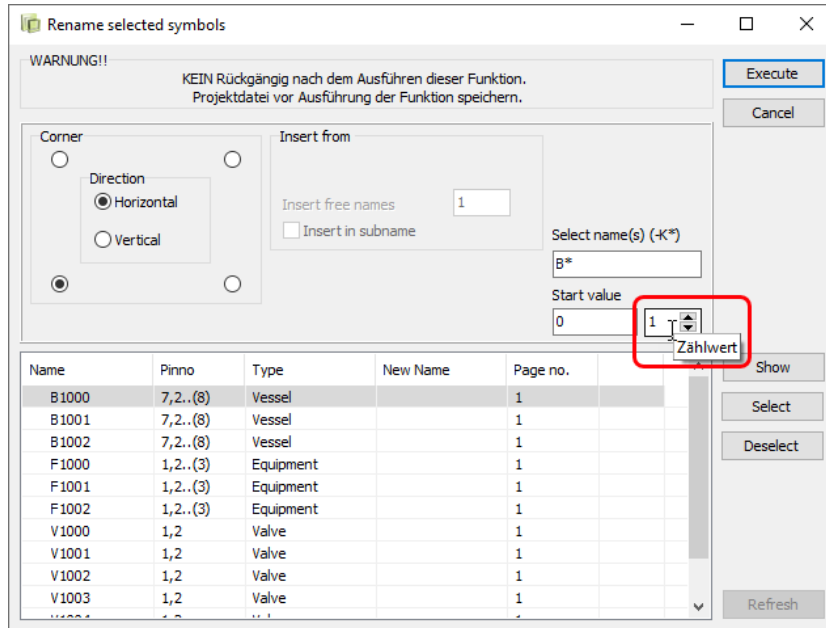 Rename selected symbols
WARNUNG!!
KEIN Rückgängig nach dem Ausführen dieser Funktion.
Projektdatei vor Ausführung der Funktion speichern.
Execute
Cancel
Corner
Direction
Horizontal
Vertical
Insert from
Insert free names 1
Insert in subname
Select name(s) (-K*)
B*
Start value
0 1
Zählwert
Show
Select
Deselect
Refresh
Name Pinno Type New Name Page no.
B1000 7,2..(8) Vessel 1
B1001 7,2..(8) Vessel 1
B1002 7,2..(8) Vessel 1
F1000 1,2..(3) Equipment 1
F1001 1,2..(3) Equipment 1
F1002 1,2..(3) Equipment 1
V1000 1,2 Valve 1
V1001 1,2 Valve 1
V1002 1,2 Valve 1
V1003 1,2 Valve 1